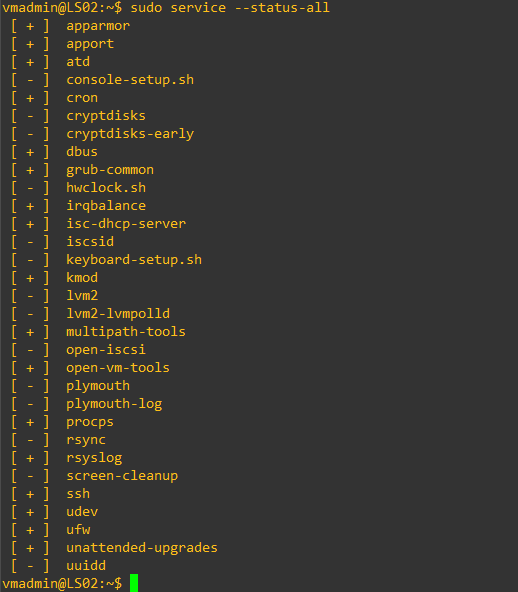 vmadmin@LS02:~$ sudo service --status-all
 [ + ]  apparmor
 [ + ]  apport
 [ + ]  atd
 [ - ]  console-setup.sh
 [ + ]  cron
 [ - ]  cryptdisks
 [ - ]  cryptdisks-early
 [ + ]  dbus
 [ + ]  grub-common
 [ - ]  hwclock.sh
 [ + ]  irqbalance
 [ + ]  isc-dhcp-server
 [ - ]  iscsid
 [ - ]  keyboard-setup.sh
 [ + ]  kmod
 [ - ]  lvm2
 [ - ]  lvm2-lvmpolld
 [ + ]  multipath-tools
 [ - ]  open-iscsi
 [ + ]  open-vm-tools
 [ - ]  plymouth
 [ - ]  plymouth-log
 [ + ]  procps
 [ - ]  rsync
 [ + ]  rsyslog
 [ - ]  screen-cleanup
 [ + ]  ssh
 [ + ]  udev
 [ + ]  ufw
 [ + ]  unattended-upgrades
 [ - ]  uuidd
vmadmin@LS02:~$